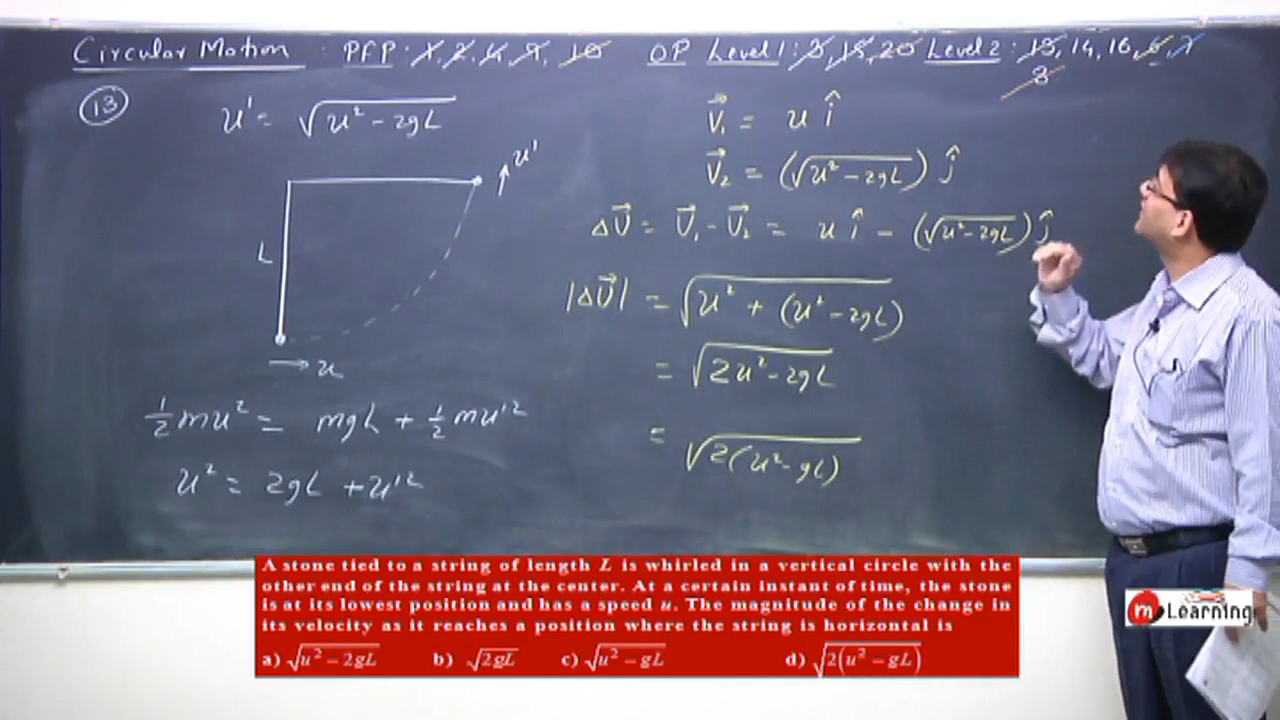 Circular Motion : PFP : 1, 2, 4, 9, 10 OP Level 1 : 3, 15, 20 Level 2 : 13, 14, 16, 6, 7
8
13
u' = √(u² - 2gL)
u'
L
→ u
½mu² = mgL + ½mu'²
u² = 2gL + u'²
V⃗₁ = u î
V⃗₂ = (√(u² - 2gL)) ĵ
ΔV⃗ = V⃗₁ - V⃗₂ = u î - (√(u² - 2gL)) ĵ
|ΔV⃗| = √(u² + (u² - 2gL))
= √(2u² - 2gL)
= √(2(u² - gL))
A stone tied to a string of length L is whirled in a vertical circle with the
other end of the string at the center. At a certain instant of time, the stone
is at its lowest position and has a speed u. The magnitude of the change in
its velocity as it reaches a position where the string is horizontal is
a) √(u² - 2gL) b) √(2gL) c) √(u² - gL) d) √(2(u² - gL))
m Learning